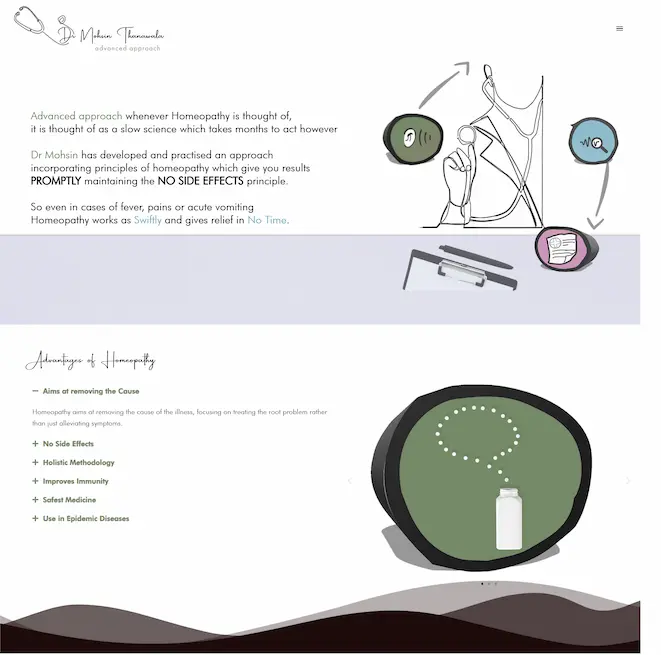 Dr Mohsin Thanawala
advanced approach
Advanced approach whenever Homeopathy is thought of,
it is thought of as a slow science which takes months to act however
Dr Mohsin has developed and practised an approach
incorporating principles of homeopathy which give you results
PROMPTLY maintaining the NO SIDE EFFECTS principle.
So even in cases of fever, pains or acute vomiting
Homeopathy works as Swiftly and gives relief in No Time.
Advantages of Homeopathy
Aims at removing the Cause
Homeopathy aims at removing the cause of the illness, focusing on treating the root problem rather
than just alleviating symptoms.
No Side Effects
Holistic Methodology
Improves Immunity
Safest Medicine
Use in Epidemic Diseases